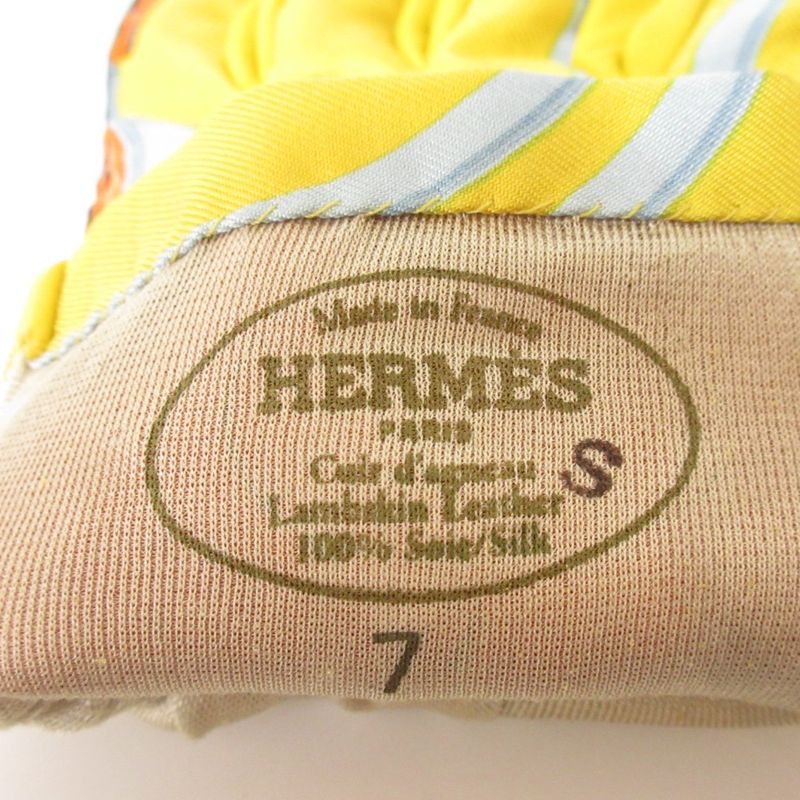 Made in France
HERMÈS
PARIS
Cuir d'agneau
S
Lambskin Leather
100% Soie/Silk
7